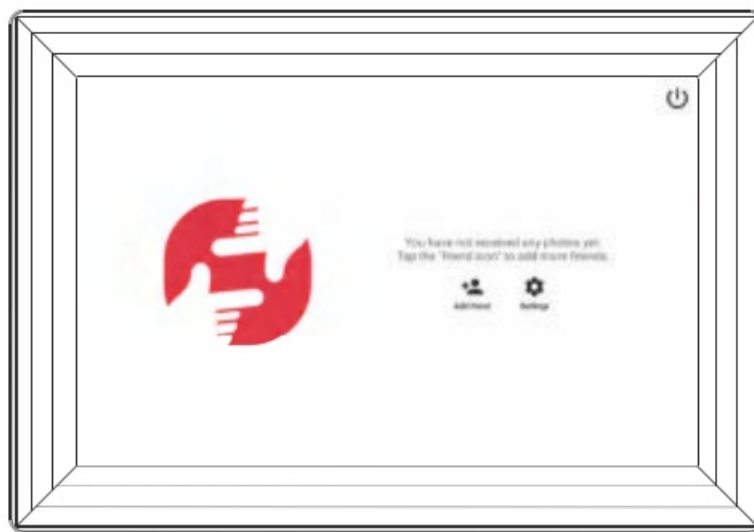 You have not received any photos yet.
Tap the "friend icon" to add more friends.
Add friend
Settings